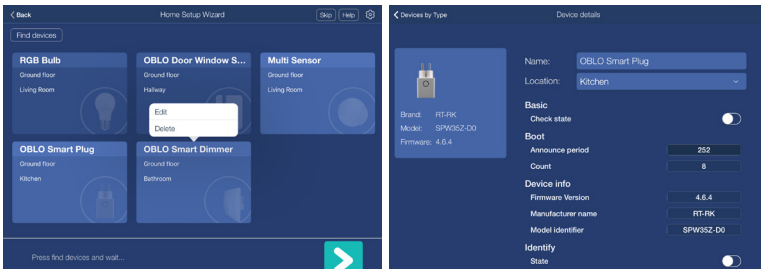 Back
Home Setup Wizard
Skip
Help
Find devices
RGB Bulb
Ground floor
Living Room
OBLO Door Window S...
Ground floor
Hallway
Multi Sensor
Ground floor
Living Room
Edit
Delete
OBLO Smart Plug
Ground floor
Kitchen
OBLO Smart Dimmer
Ground floor
Bathroom
Press find devices and wait...
Devices by Type
Device details
Brand: RT-RK
Model: SPW35Z-D0
Firmware: 4.6.4
Name: OBLO Smart Plug
Location: Kitchen
Basic
Check state
Boot
Announce period 252
Count 8
Device info
Firmware Version 4.6.4
Manufacturer name RT-RK
Model identifier SPW35Z-D0
Identify
State